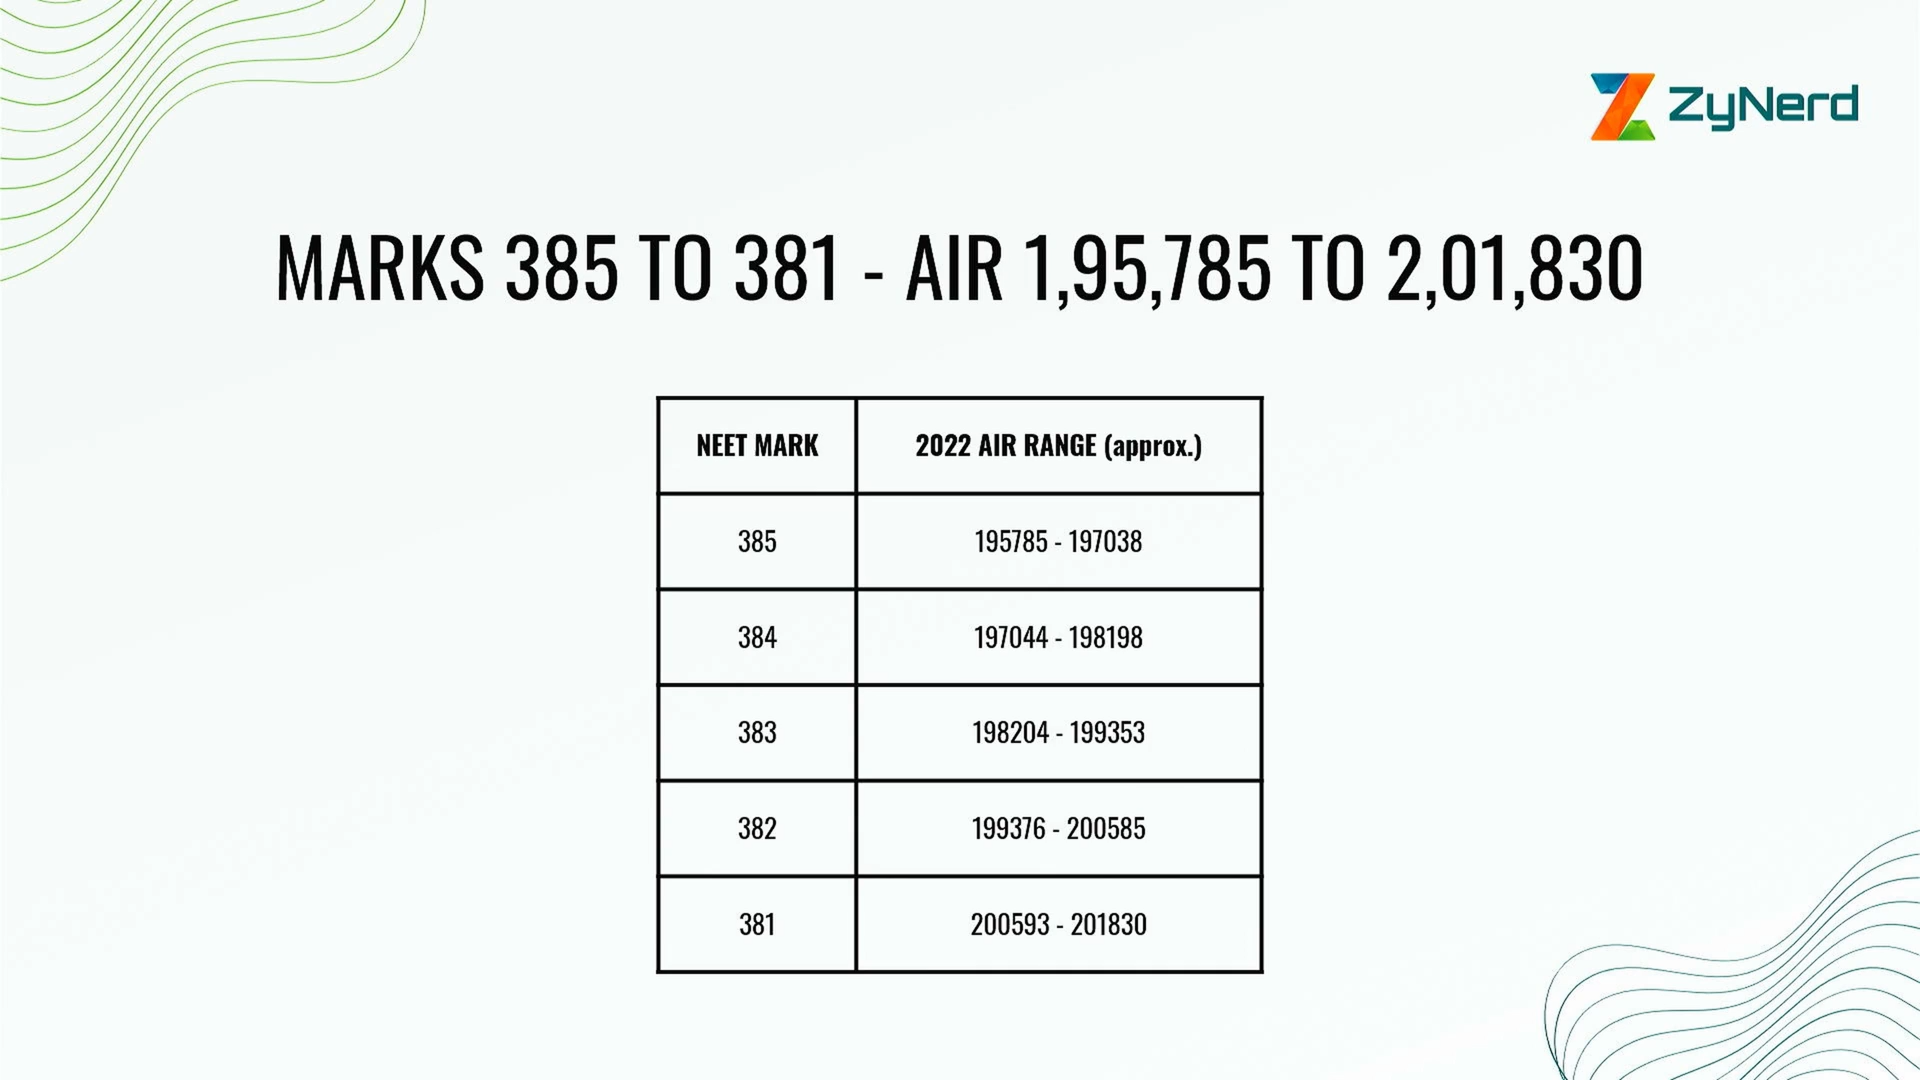 ZyNerd
MARKS 385 TO 381 - AIR 1,95,785 TO 2,01,830
NEET MARK 2022 AIR RANGE (approx.)
385 195785 - 197038
384 197044 - 198198
383 198204 - 199353
382 199376 - 200585
381 200593 - 201830